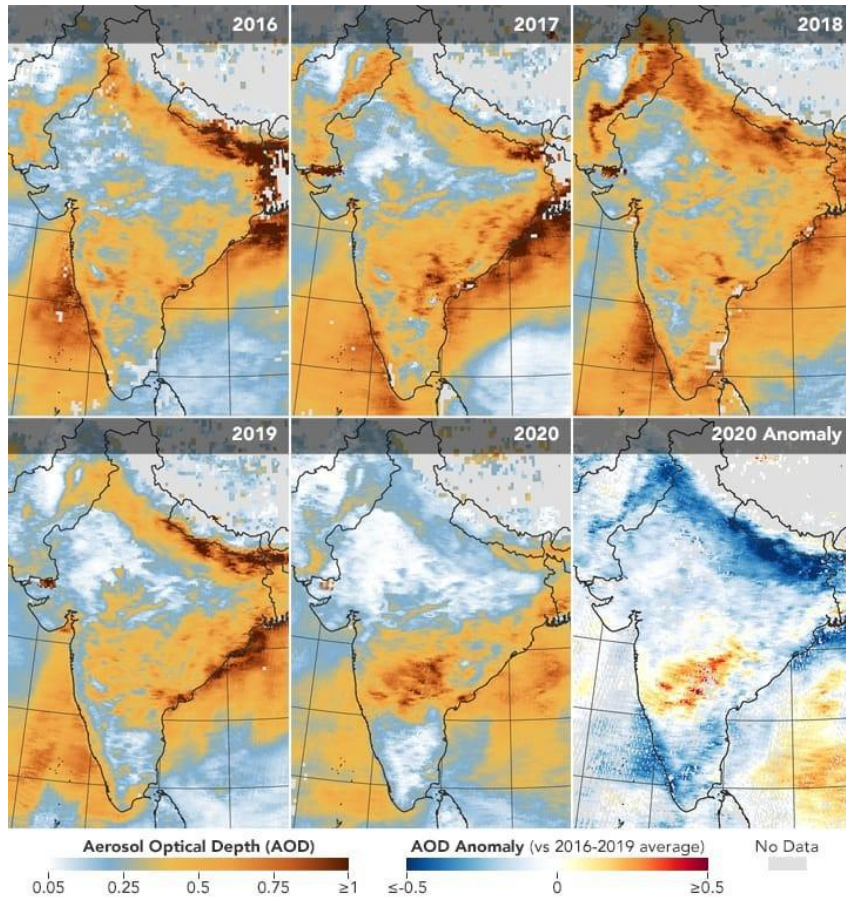 2016
2017
2018
2019
2020
2020 Anomaly
Aerosol Optical Depth (AOD)
0.05 0.25 0.5 0.75 ≥1
AOD Anomaly (vs 2016-2019 average)
≤-0.5 0 ≥0.5
No Data